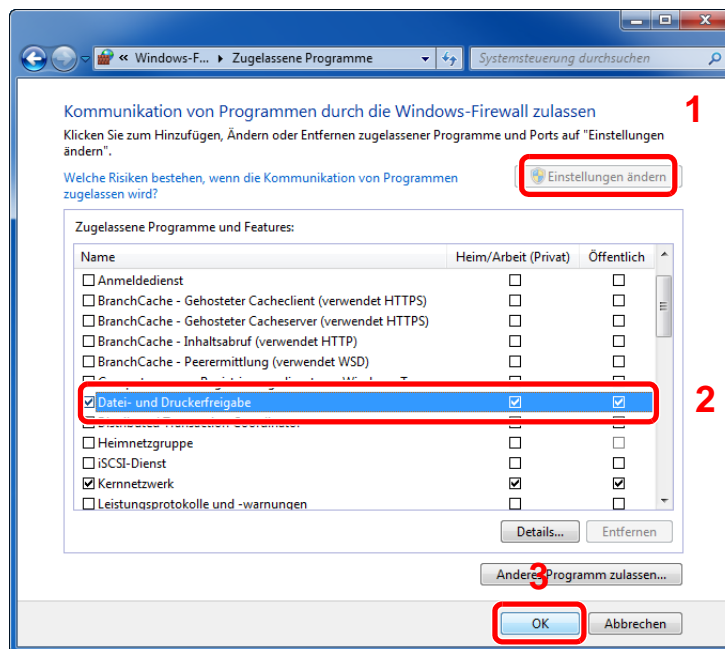 « Windows-F... Zugelassene Programme Systemsteuerung durchsuchen
Kommunikation von Programmen durch die Windows-Firewall zulassen
1
Klicken Sie zum Hinzufügen, Ändern oder Entfernen zugelassener Programme und Ports auf "Einstellungen
ändern".
Welche Risiken bestehen, wenn die Kommunikation von Programmen
zugelassen wird?
Einstellungen ändern
Zugelassene Programme und Features:
Name Heim/Arbeit (Privat) Öffentlich
Anmeldedienst
BranchCache - Gehosteter Cacheclient (verwendet HTTPS)
BranchCache - Gehosteter Cacheserver (verwendet HTTPS)
BranchCache - Inhaltsabruf (verwendet HTTP)
BranchCache - Peerermittlung (verwendet WSD)
Datei- und Druckerfreigabe
2
Heimnetzgruppe
iSCSI-Dienst
Kernnetzwerk
Leistungsprotokolle und -warnungen
Details... Entfernen
Anderes Programm zulassen...
3
OK Abbrechen